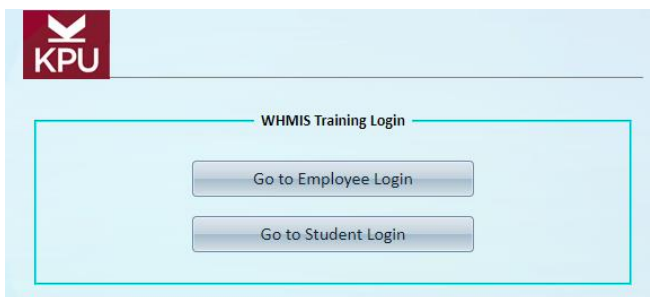 KPU
WHMIS Training Login
Go to Employee Login
Go to Student Login